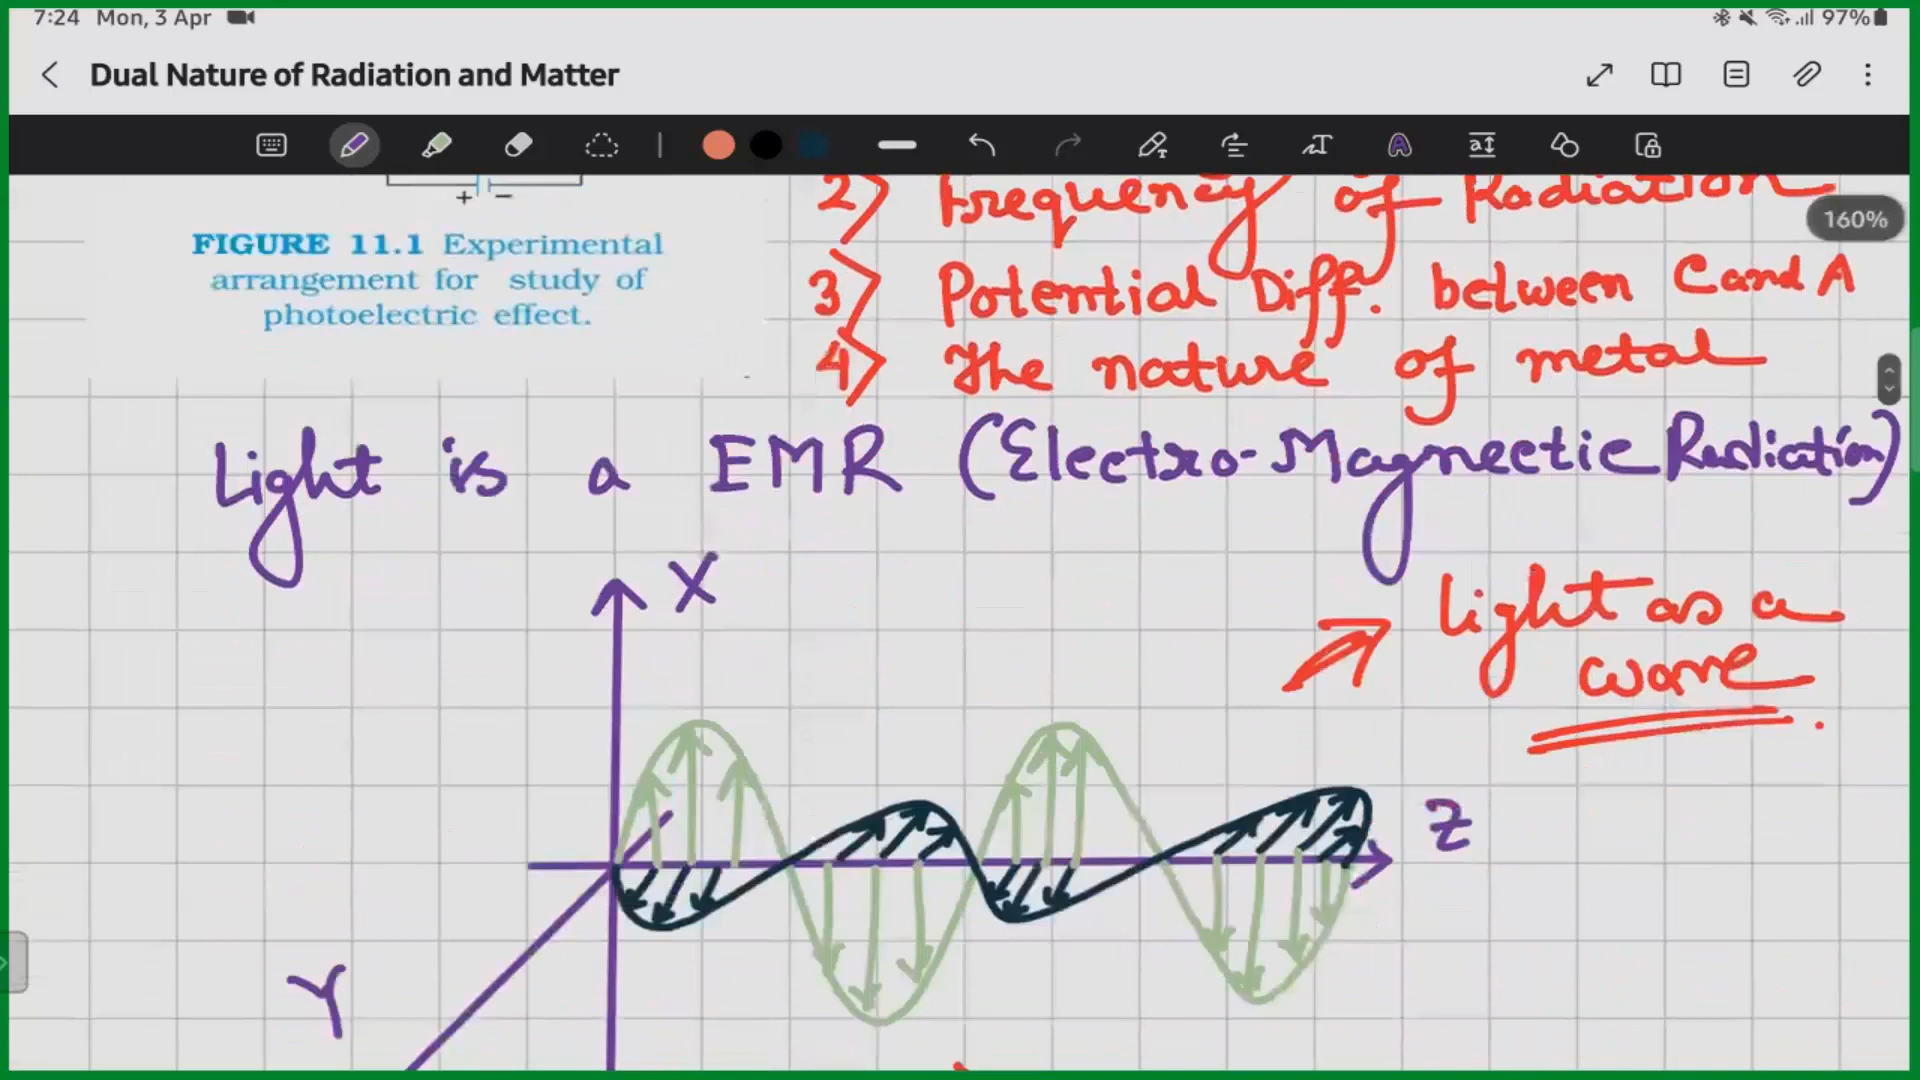 7:24 Mon, 3 Apr
97%
Dual Nature of Radiation and Matter
160%
+ −
FIGURE 11.1 Experimental
arrangement for study of
photoelectric effect.
2) Frequency of Radiation
3) Potential Diff. between C and A
4) The nature of metal
Light is a EMR (Electro-Magnectic Radiation)
X
light as a
wave
Z
Y